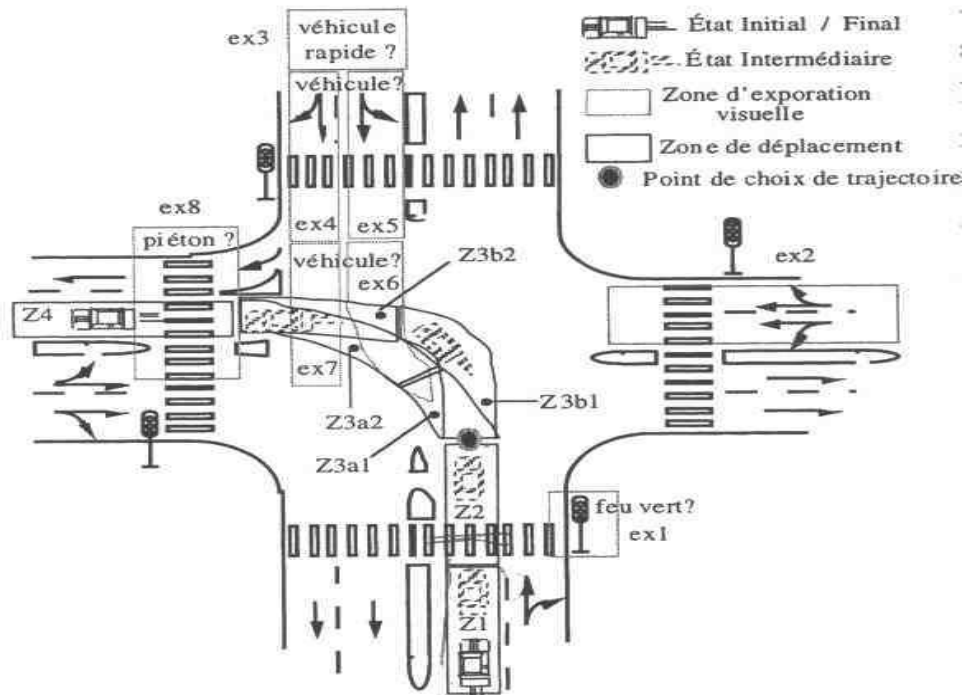 ex3
véhicule
rapide ?
véhicule?
État Initial / Final
État Intermédiaire
Zone d'exporation
visuelle
Zone de déplacement
Point de choix de trajectoire
ex8
piéton ?
ex4
ex5
véhicule?
ex6
Z3b2
ex2
Z4
ex7
Z3a2
Z3b1
Z3a1
Z2
feu vert?
ex1
Z1